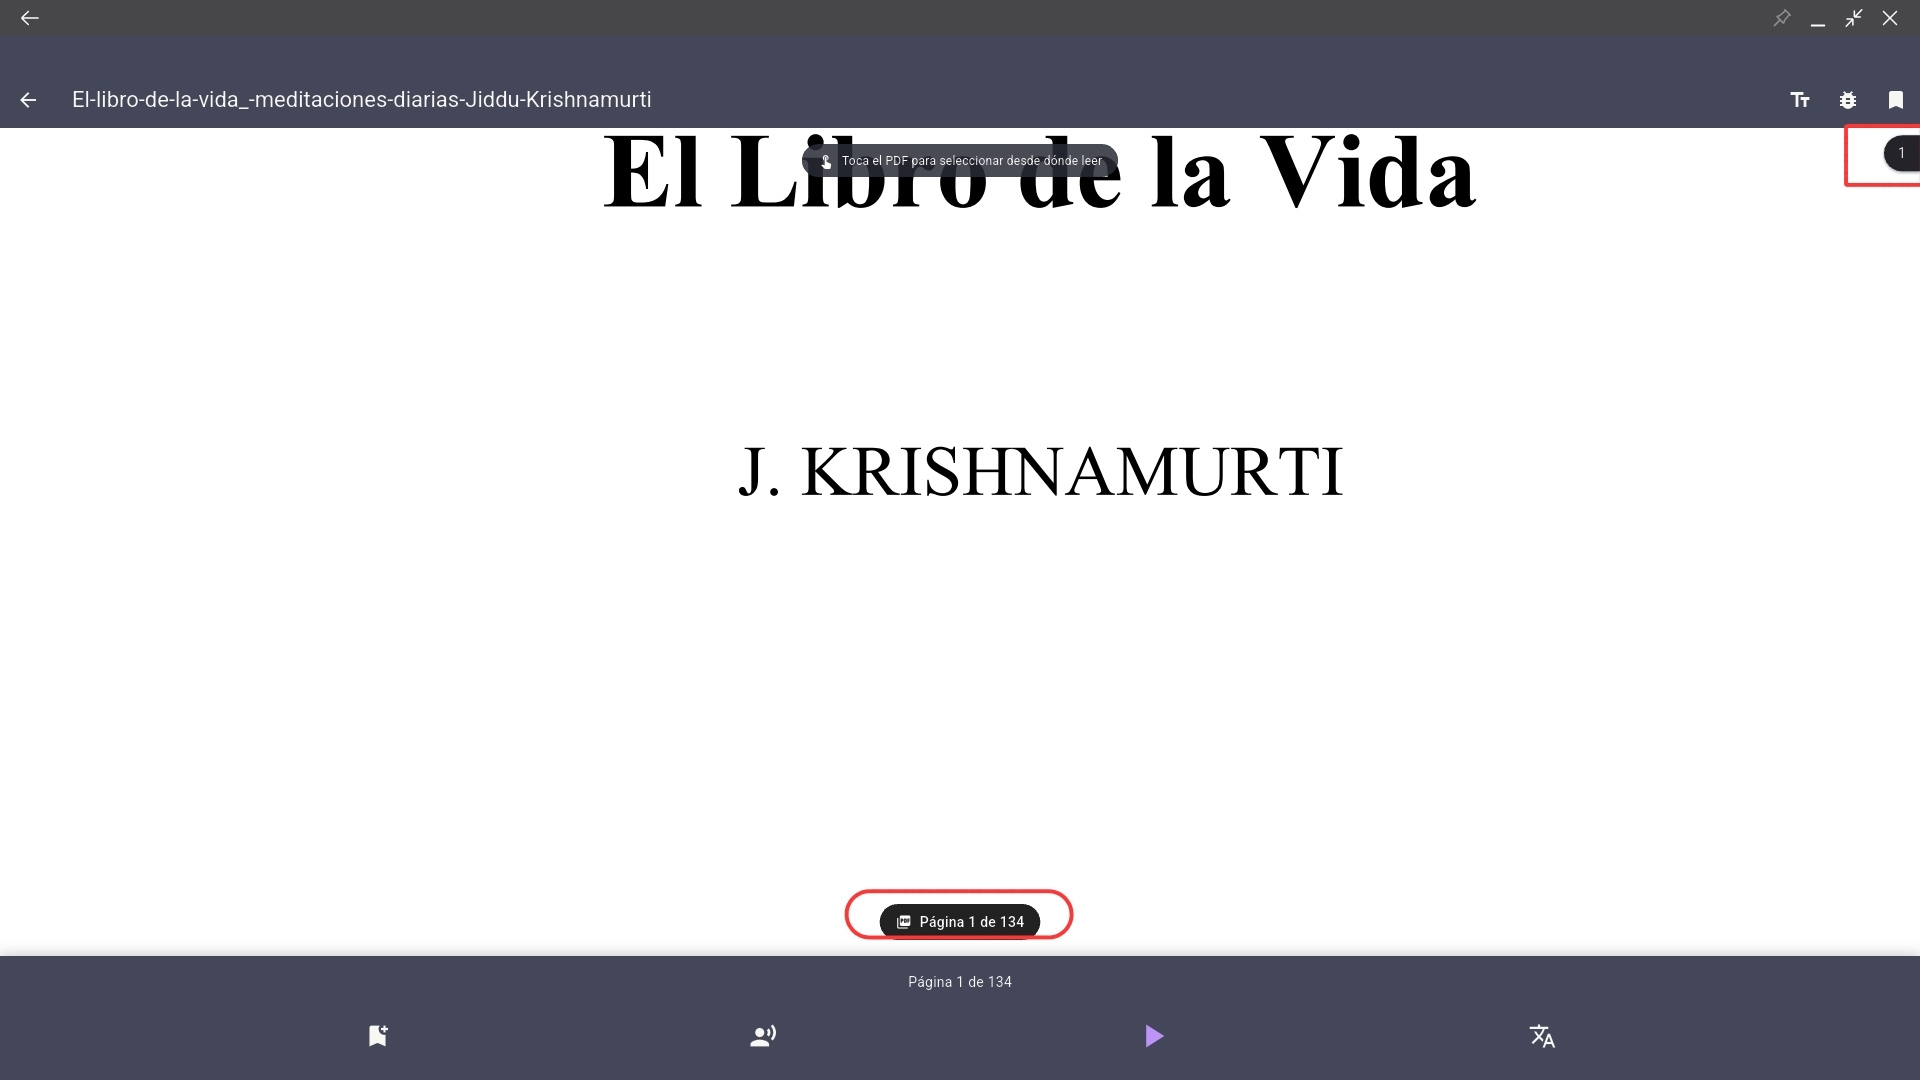 El-libro-de-la-vida_-meditaciones-diarias-Jiddu-Krishnamurti
1
Toca el PDF para seleccionar desde dónde leer
El Libro de la Vida
J. KRISHNAMURTI
Página 1 de 134
Página 1 de 134